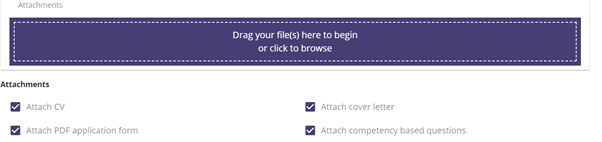 Attachments
Drag your file(s) here to begin
or click to browse
Attachments
Attach CV
Attach cover letter
Attach PDF application form
Attach competency based questions